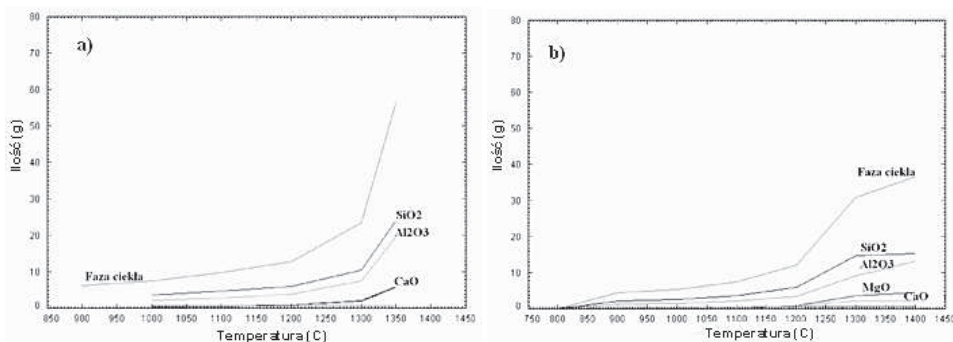 a)
Ilość (g)
80
70
60
50
40
30
20
10
0
Faza ciekła
SiO2
Al2O3
CaO
850 900 950 1000 1050 1100 1150 1200 1250 1300 1350 1400 1450
Temperatura (C)
b)
Ilość (g)
80
70
60
50
40
30
20
10
0
Faza ciekła
SiO2
Al2O3
MgO
CaO
750 800 850 900 950 1000 1050 1100 1150 1200 1250 1300 1350 1400 1450
Temperatura (C)